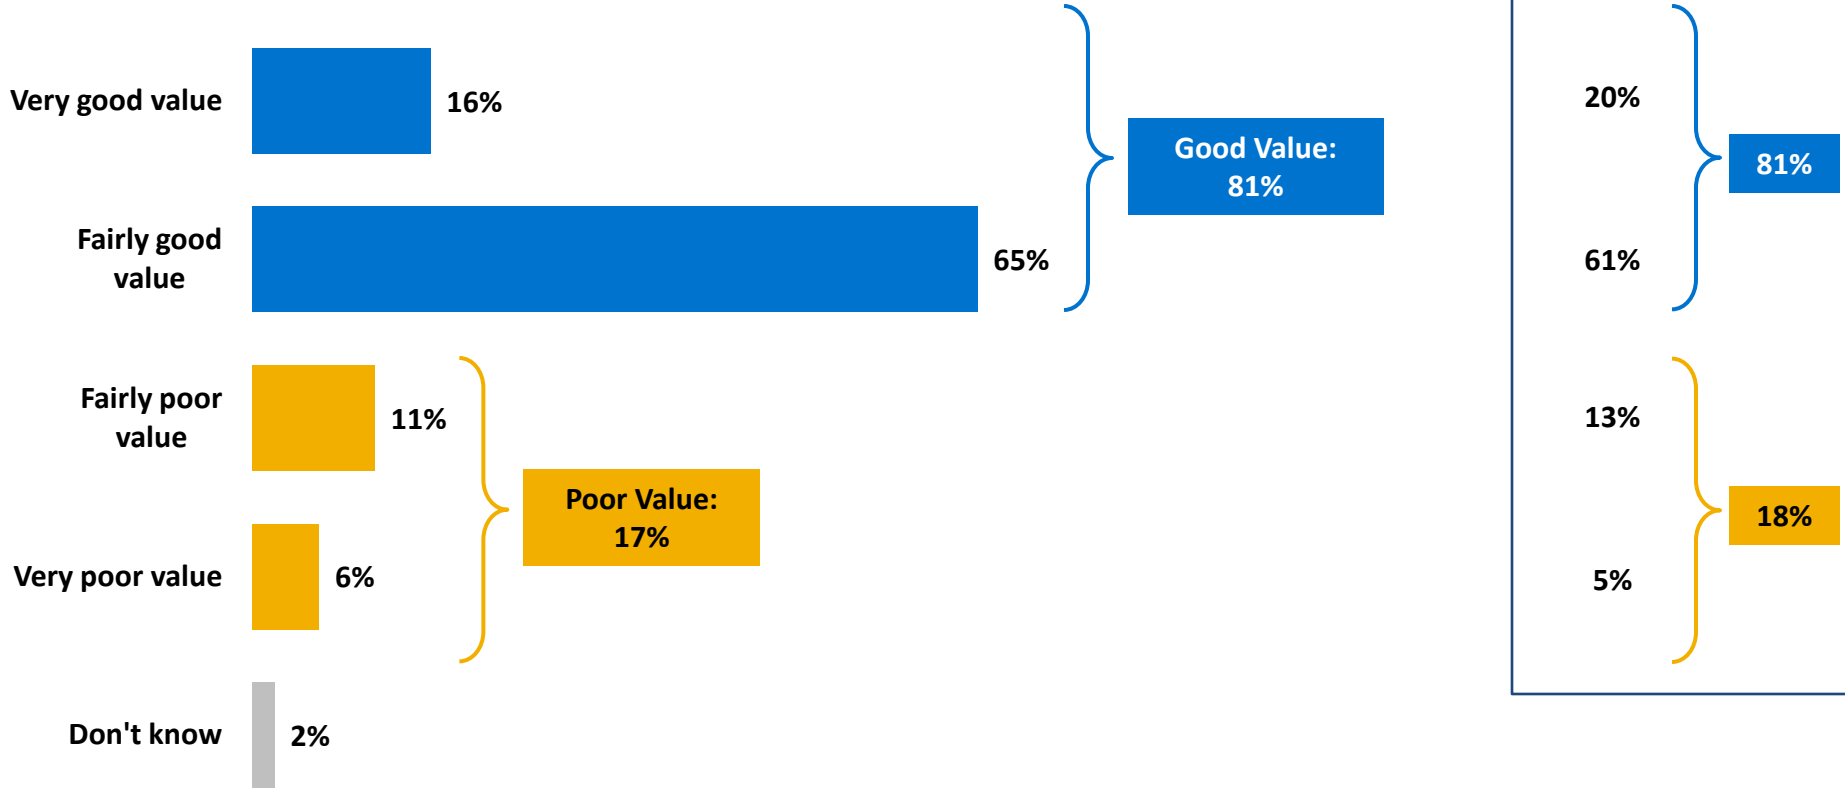 Very good value
16%
Good Value:
81%
20%
81%
Fairly good
value
65%
61%
Fairly poor
value
11%
13%
Poor Value:
17%
18%
Very poor value
6%
5%
Don't know
2%